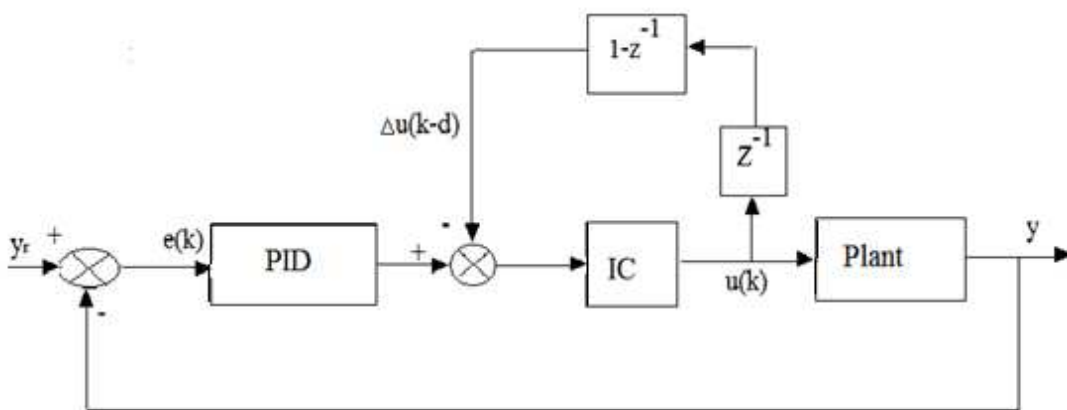 1-z⁻¹
Δu(k-d)
Z⁻¹
-
yᵣ
+
e(k)
PID
+
IC
u(k)
Plant
y
-